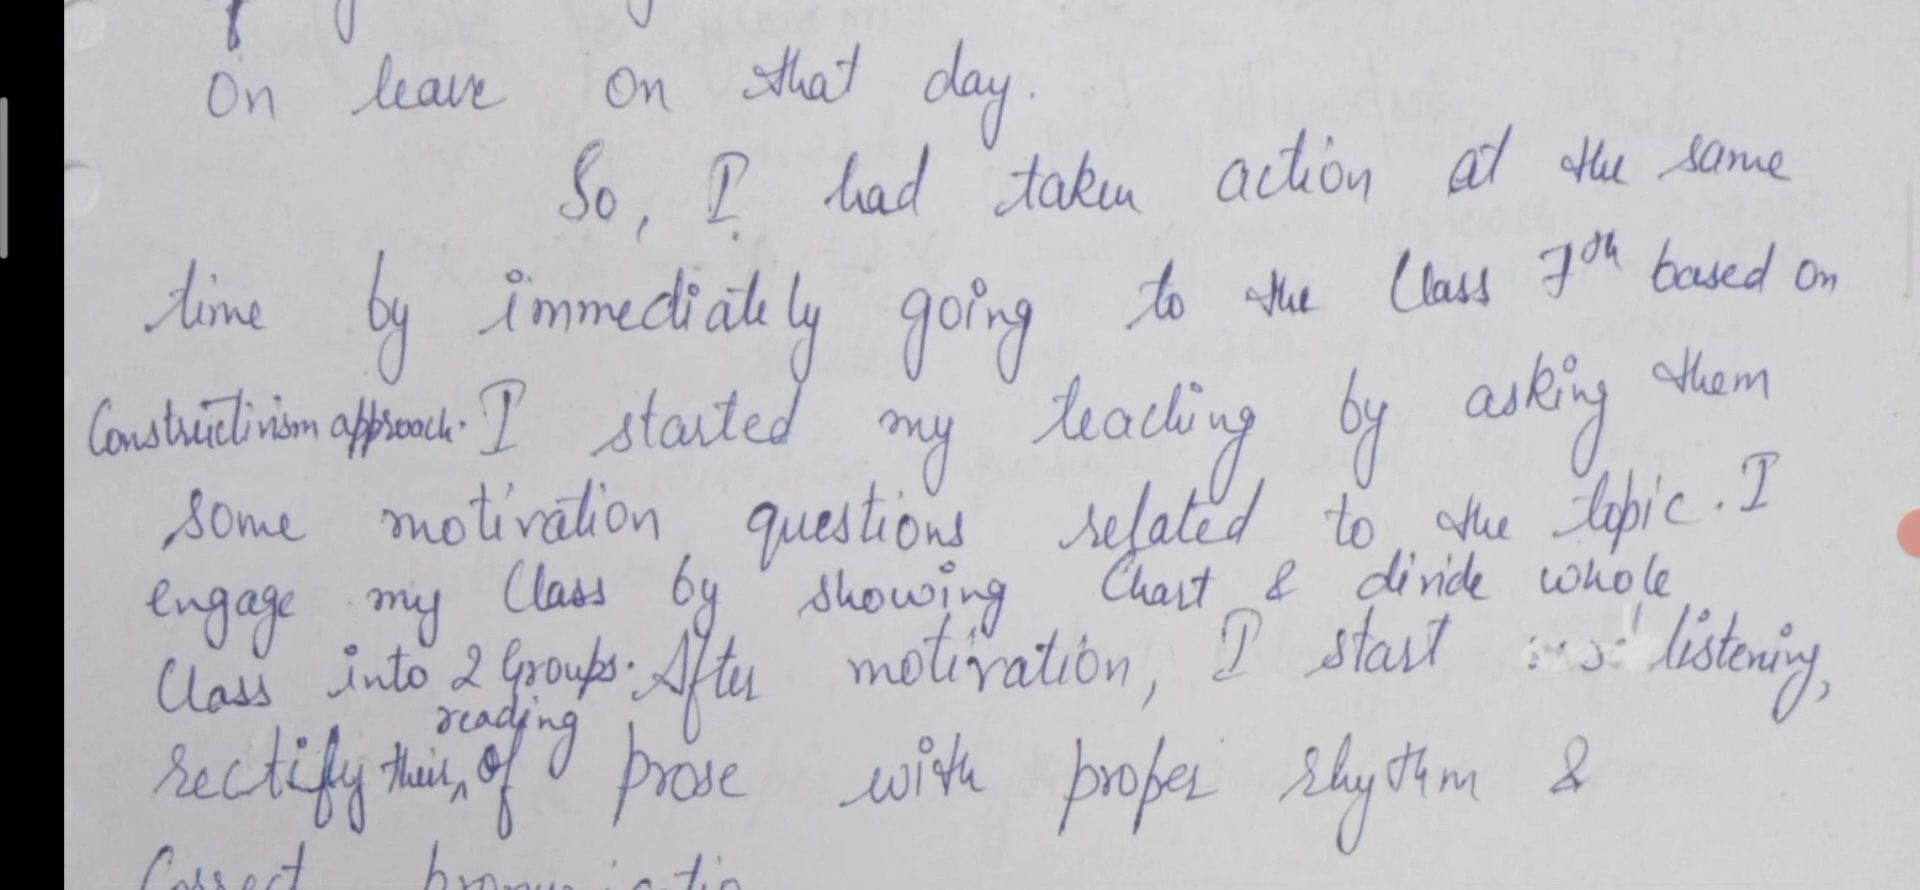 On leave on that day.
So, I had taken action at the same
time by immediately going to the Class 7th based on
Constructivism approach. I started my teaching by asking them
some motivation questions related to the topic. I
engage my Class by showing Chart & divide whole
Class into 2 Groups. After motivation, I start listening,
reading
rectify their ‸ of prose with proper rhythm &
Correct